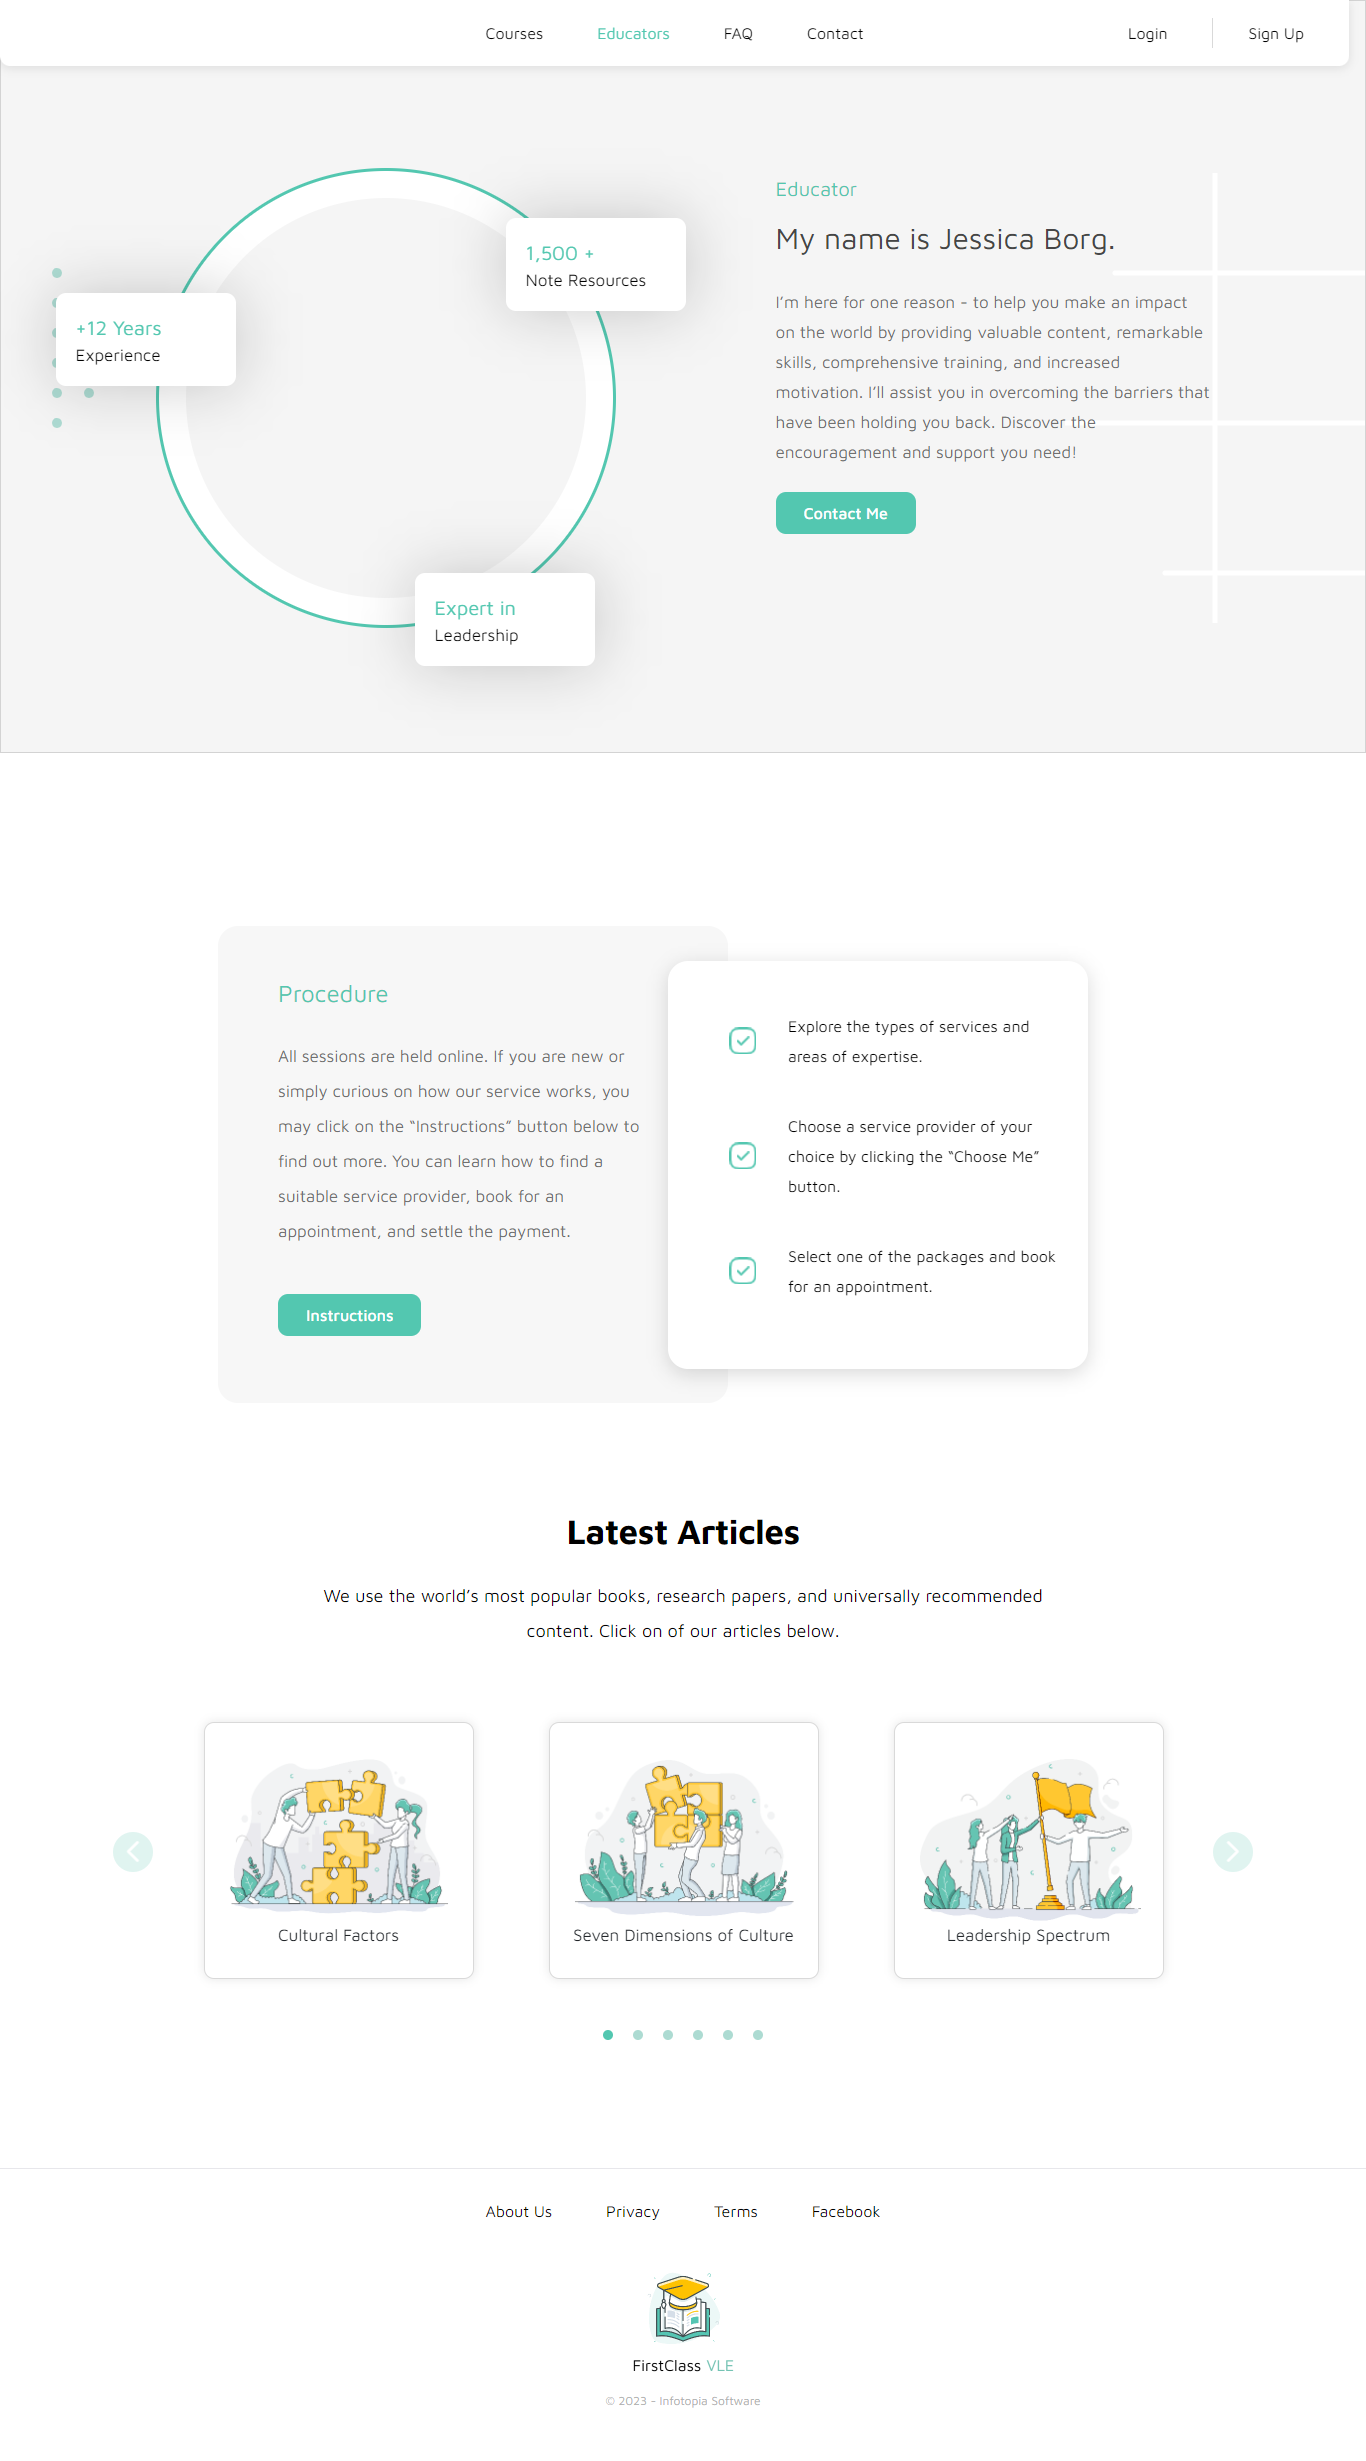 Courses
Educators
FAQ
Contact
Login
Sign Up
1,500 +
Note Resources
+12 Years
Experience
Expert in
Leadership
Educator
My name is Jessica Borg.
I’m here for one reason - to help you make an impact
on the world by providing valuable content, remarkable
skills, comprehensive training, and increased
motivation. I’ll assist you in overcoming the barriers that
have been holding you back. Discover the
encouragement and support you need!
Contact Me
Procedure
All sessions are held online. If you are new or
simply curious on how our service works, you
may click on the “Instructions” button below to
find out more. You can learn how to find a
suitable service provider, book for an
appointment, and settle the payment.
Instructions
Explore the types of services and
areas of expertise.
Choose a service provider of your
choice by clicking the “Choose Me”
button.
Select one of the packages and book
for an appointment.
Latest Articles
We use the world’s most popular books, research papers, and universally recommended
content. Click on of our articles below.
Cultural Factors
Seven Dimensions of Culture
Leadership Spectrum
About Us
Privacy
Terms
Facebook
FirstClass VLE
© 2023 - Infotopia Software